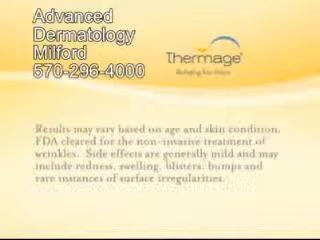 Advanced
Dermatology
Milford
570-296-4000
Thermage
Results may vary based on age and skin condition.
FDA cleared for the non-invasive treatment of
wrinkles. Side effects are generally mild and may
include redness, swelling, blisters, bumps and
rare instances of surface irregularities.